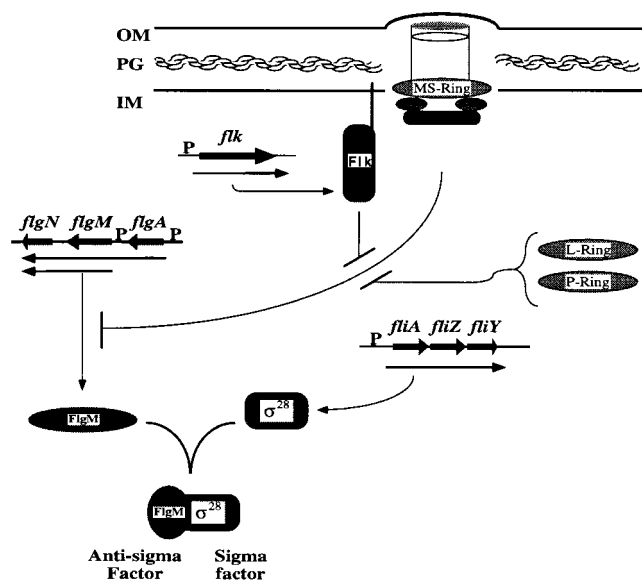 OM
PG
IM
MS-Ring
P
flk
Flk
flgN flgM flgA
P P
L-Ring
P-Ring
fliA fliZ fliY
P
FlgM
σ28
FlgM σ28
Anti-sigma Sigma
Factor factor